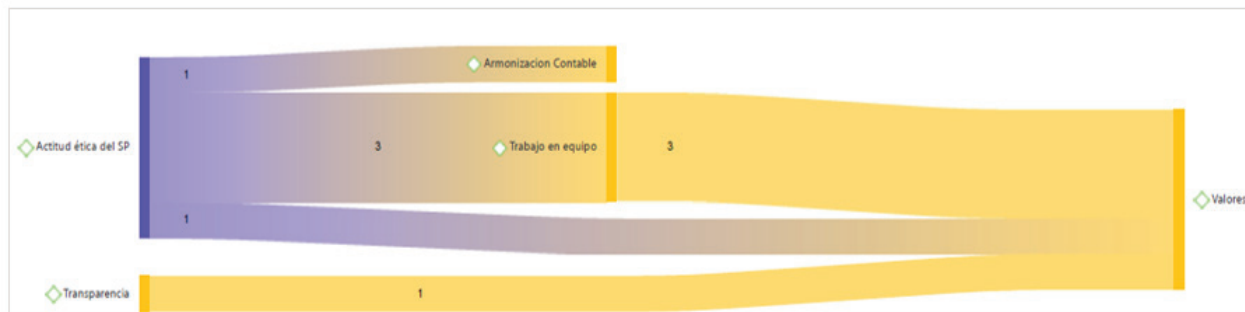 1
Armonizacion Contable
Actitud ética del SP
3
Trabajo en equipo
3
1
Valores
Transparencia
1